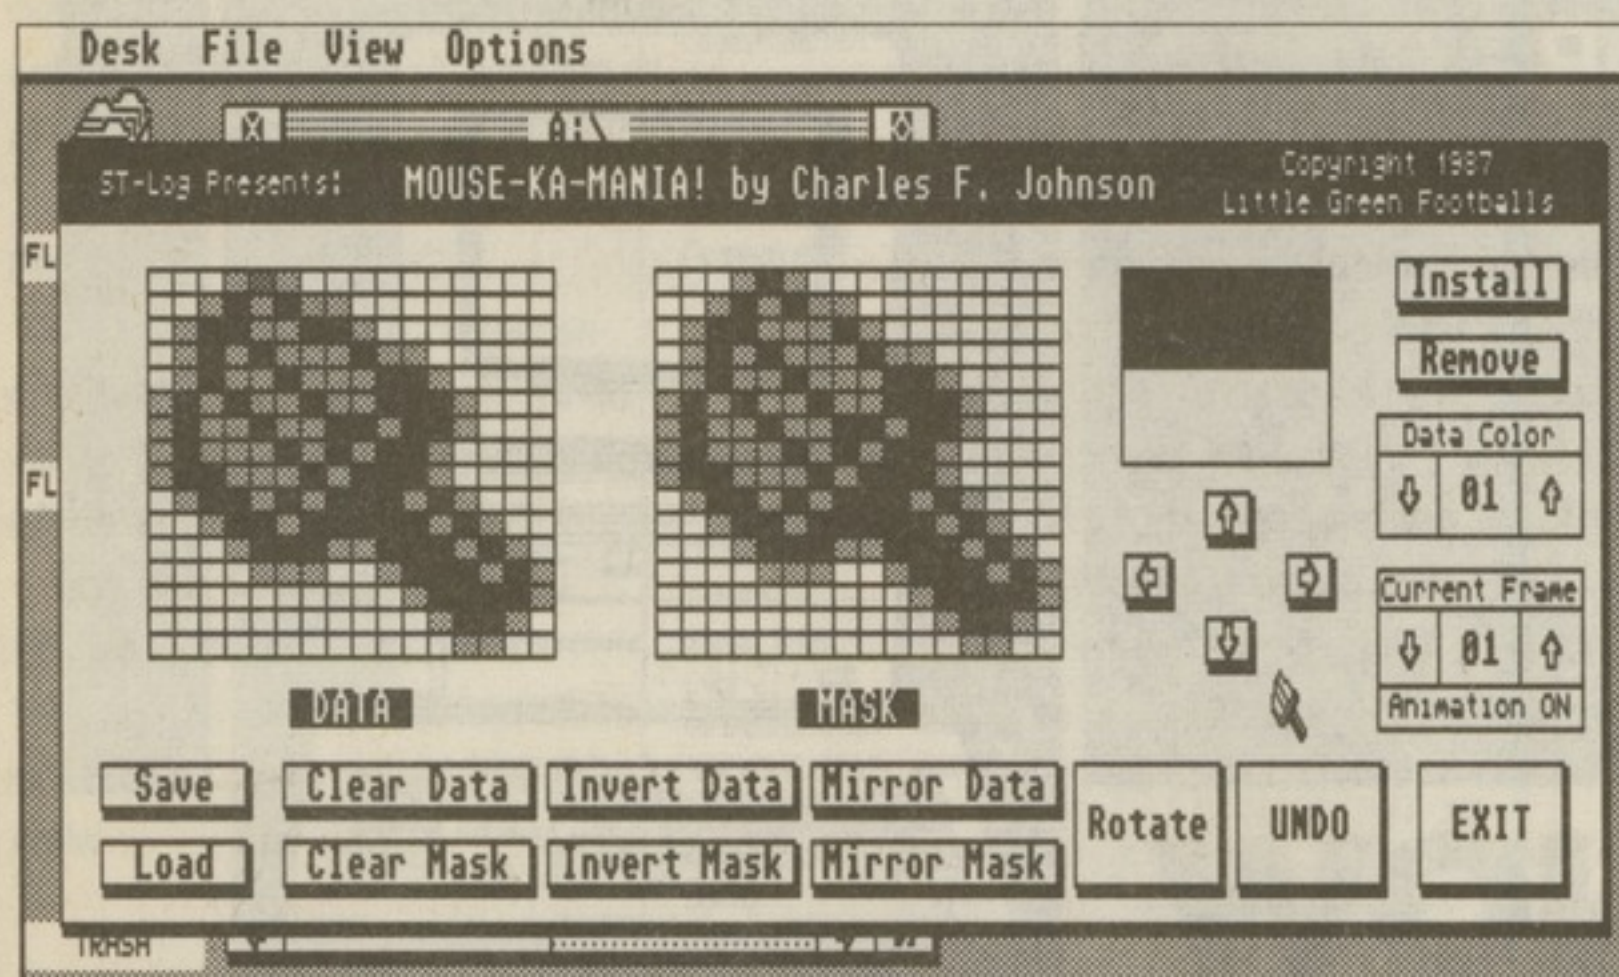 Desk File View Options
A:\
ST-Log Presents: MOUSE-KA-MANIA! by Charles F. Johnson
Copyright 1987
Little Green Footballs
FL
FL
Install
Remove
Data Color
01
Current Frame
01
Animation ON
DATA
MASK
Save
Clear Data
Invert Data
Mirror Data
Rotate
UNDO
EXIT
Load
Clear Mask
Invert Mask
Mirror Mask
TRASH